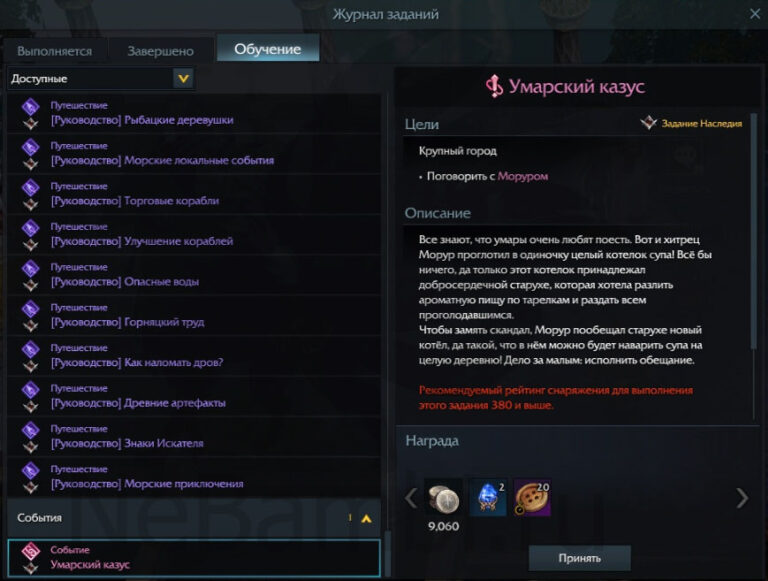 Журнал заданий
Выполняется
Завершено
Обучение
Доступные
Путешествие
[Руководство] Рыбацкие деревушки
Путешествие
[Руководство] Морские локальные события
Путешествие
[Руководство] Торговые корабли
Путешествие
[Руководство] Улучшение кораблей
Путешествие
[Руководство] Опасные воды
Путешествие
[Руководство] Горняцкий труд
Путешествие
[Руководство] Как наломать дров?
Путешествие
[Руководство] Древние артефакты
Путешествие
[Руководство] Знаки Искателя
Путешествие
[Руководство] Морские приключения
События 1
Событие
Умарский казус
Умарский казус
Цели
Задание Наследия
Крупный город
• Поговорить с Моруром
Описание
Все знают, что умары очень любят поесть. Вот и хитрец
Морур проглотил в одиночку целый котелок супа! Всё бы
ничего, да только этот котелок принадлежал
добросердечной старухе, которая хотела разлить
ароматную пищу по тарелкам и раздать всем
проголодавшимся.
Чтобы замять скандал, Морур пообещал старухе новый
котёл, да такой, что в нём можно будет наварить супа на
целую деревню! Дело за малым: исполнить обещание.
Рекомендуемый рейтинг снаряжения для выполнения
этого задания 380 и выше.
Награда
2
20
9,060
Принять